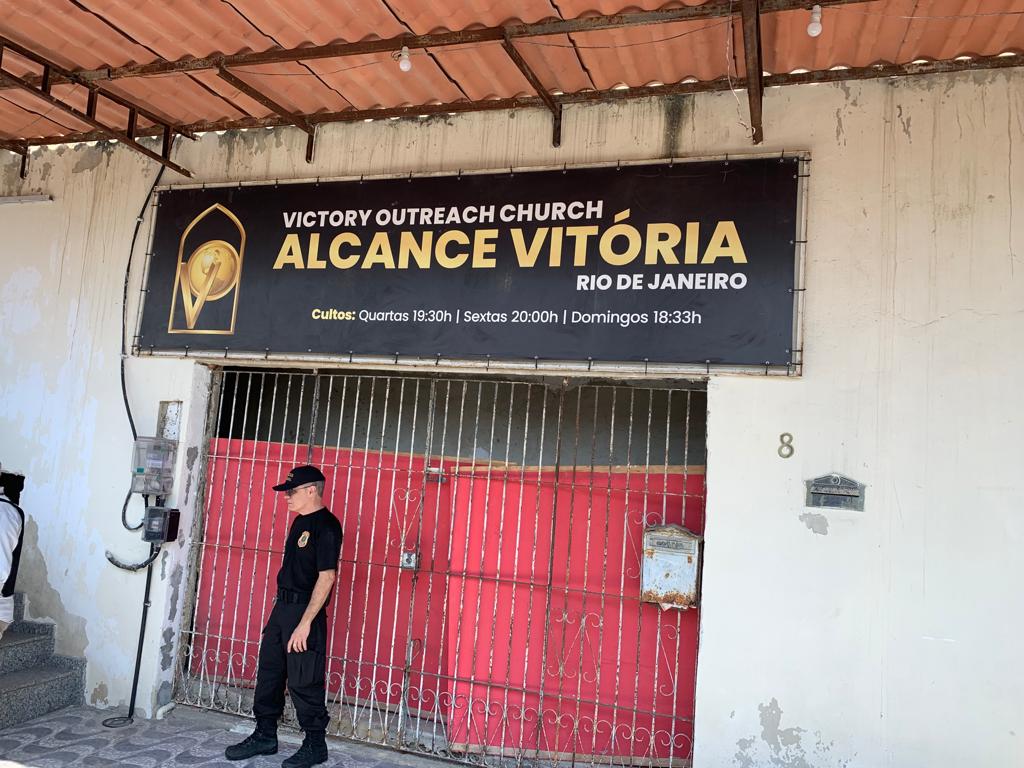 VICTORY OUTREACH CHURCH
ALCANCE VITÓRIA
RIO DE JANEIRO
Cultos: Quartas 19:30h | Sextas 20:00h | Domingos 18:33h
8